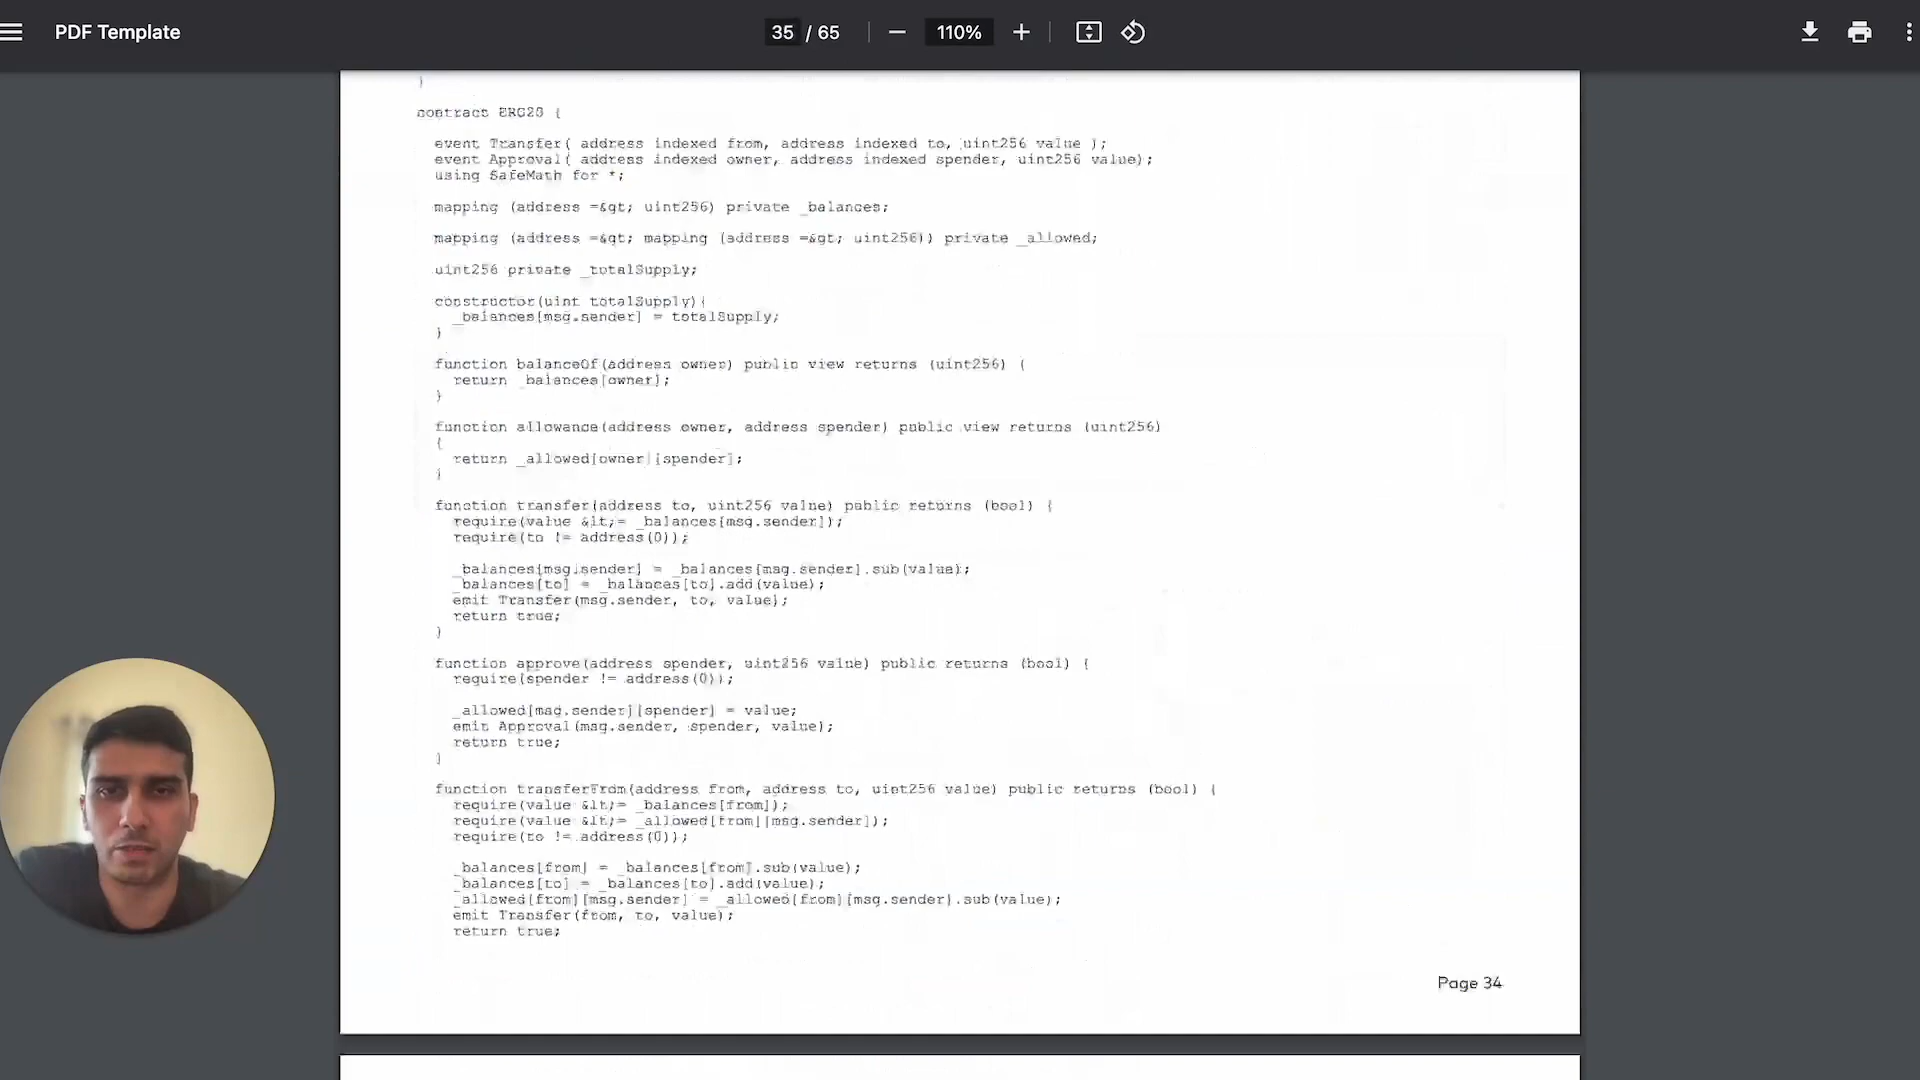 PDF Template
35 / 65
110%
}
contract ERC20 {
event Transfer( address indexed from, address indexed to, uint256 value );
event Approval( address indexed owner, address indexed spender, uint256 value);
using SafeMath for *;
mapping (address =&gt; uint256) private _balances;
mapping (address =&gt; mapping (address =&gt; uint256)) private _allowed;
uint256 private _totalSupply;
constructor(uint totalSupply){
_balances[msg.sender] = totalSupply;
}
function balanceOf(address owner) public view returns (uint256) {
return _balances[owner];
}
function allowance(address owner, address spender) public view returns (uint256)
{
return _allowed[owner][spender];
}
function transfer(address to, uint256 value) public returns (bool) {
require(value &lt;= _balances[msg.sender]);
require(to != address(0));
_balances[msg.sender] = _balances[msg.sender].sub(value);
_balances[to] = _balances[to].add(value);
emit Transfer(msg.sender, to, value);
return true;
}
function approve(address spender, uint256 value) public returns (bool) {
require(spender != address(0));
_allowed[msg.sender][spender] = value;
emit Approval(msg.sender, spender, value);
return true;
}
function transferFrom(address from, address to, uint256 value) public returns (bool) {
require(value &lt;= _balances[from]);
require(value &lt;= _allowed[from][msg.sender]);
require(to != address(0));
_balances[from] = _balances[from].sub(value);
_balances[to] = _balances[to].add(value);
_allowed[from][msg.sender] = _allowed[from][msg.sender].sub(value);
emit Transfer(from, to, value);
return true;
Page 34